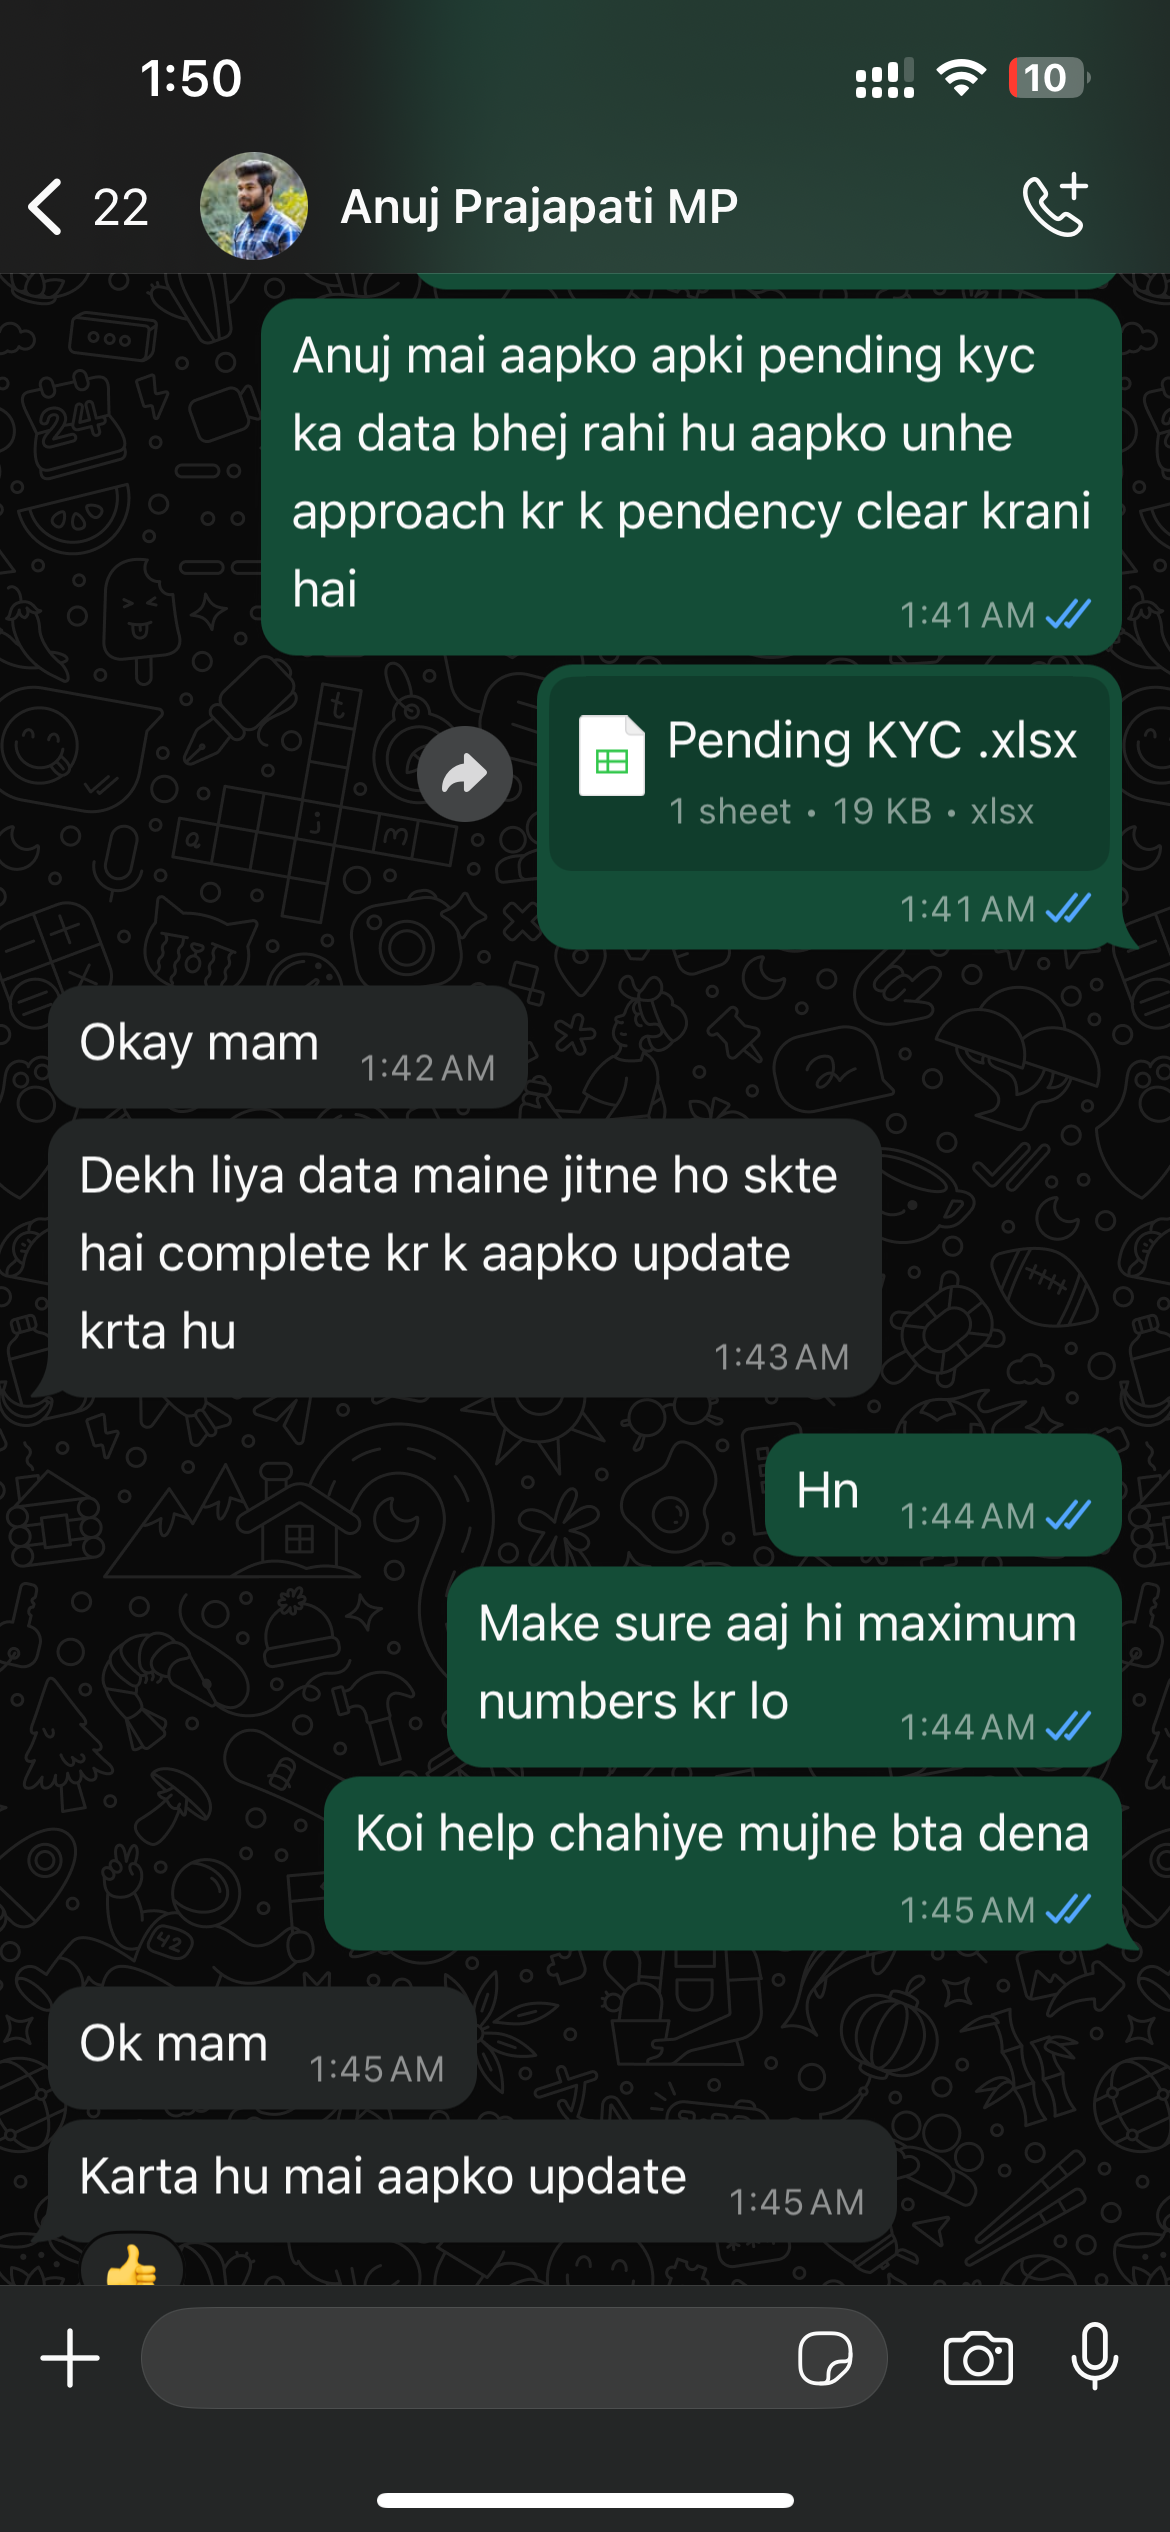 1:50
10
22
Anuj Prajapati MP
Anuj mai aapko apki pending kyc
ka data bhej rahi hu aapko unhe
approach kr k pendency clear krani
hai
1:41 AM
Pending KYC .xlsx
1 sheet • 19 KB • xlsx
1:41 AM
Okay mam
1:42 AM
Dekh liya data maine jitne ho skte
hai complete kr k aapko update
krta hu
1:43 AM
Hn
1:44 AM
Make sure aaj hi maximum
numbers kr lo
1:44 AM
Koi help chahiye mujhe bta dena
1:45 AM
Ok mam
1:45 AM
Karta hu mai aapko update
1:45 AM
👍